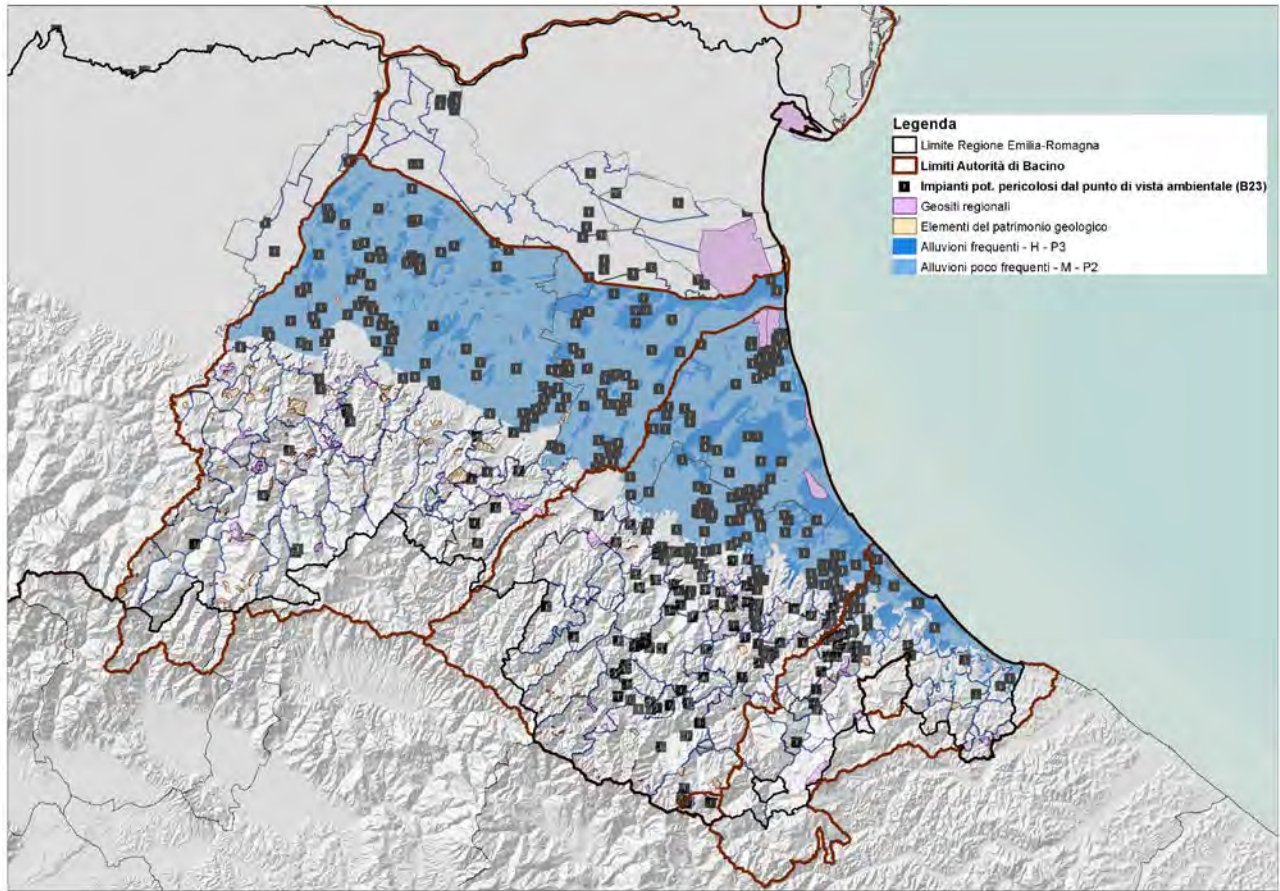 Legenda
Limite Regione Emilia-Romagna
Limiti Autorità di Bacino
Impianti pot. pericolosi dal punto di vista ambientale (B23)
Geositi regionali
Elementi del patrimonio geologico
Alluvioni frequenti - H - P3
Alluvioni poco frequenti - M - P2